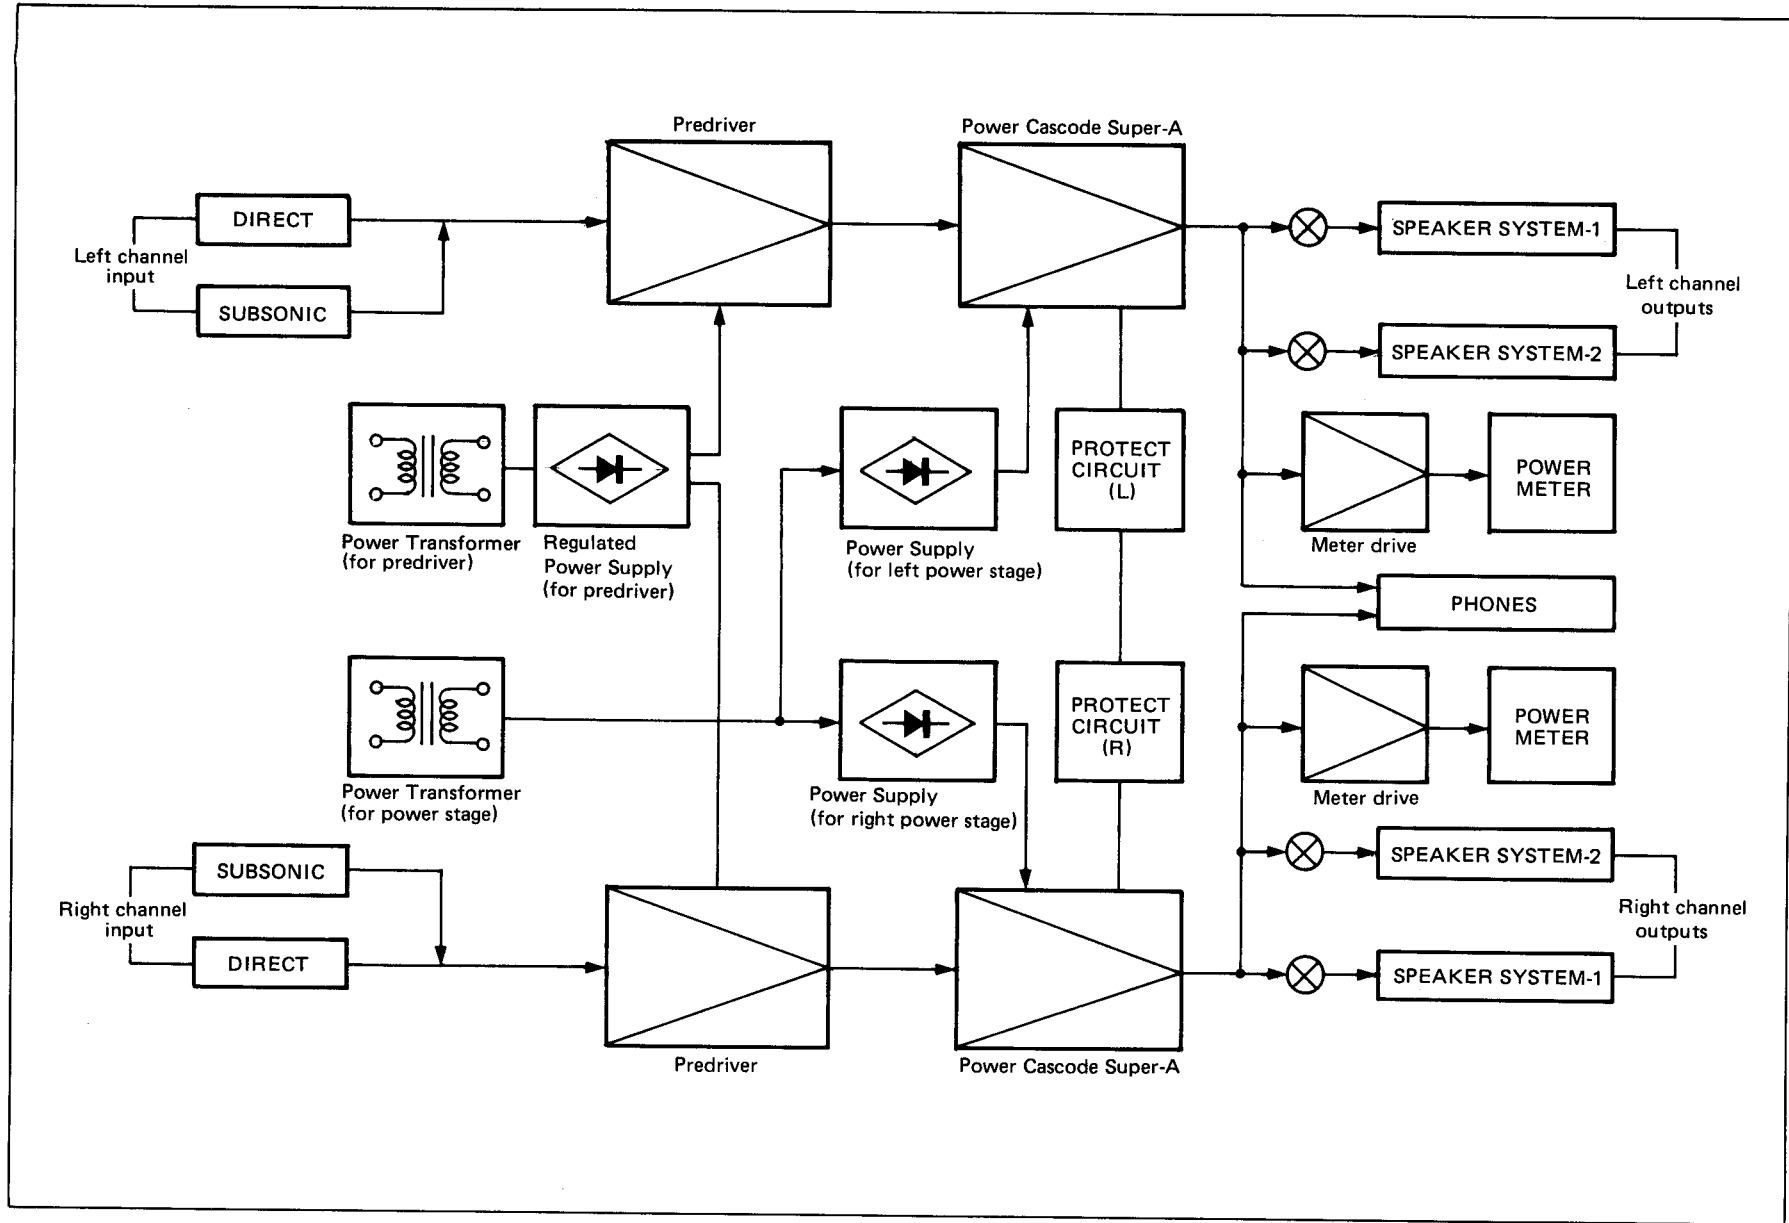 Predriver
Power Cascode Super-A
DIRECT
Left channel
input
SUBSONIC
SPEAKER SYSTEM-1
Left channel
outputs
SPEAKER SYSTEM-2
Power Transformer
(for predriver)
Regulated
Power Supply
(for predriver)
Power Supply
(for left power stage)
PROTECT
CIRCUIT
(L)
Meter drive
POWER
METER
PHONES
Power Transformer
(for power stage)
Power Supply
(for right power stage)
PROTECT
CIRCUIT
(R)
Meter drive
POWER
METER
SUBSONIC
Right channel
input
DIRECT
SPEAKER SYSTEM-2
Right channel
outputs
SPEAKER SYSTEM-1
Predriver
Power Cascode Super-A